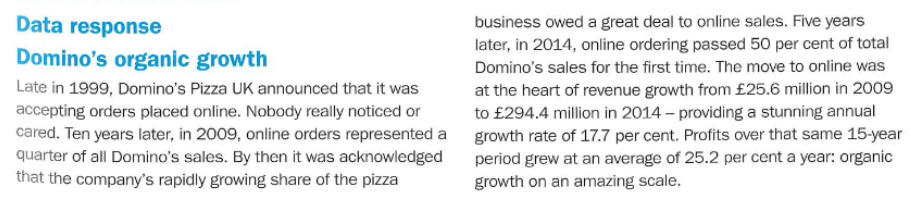 Data response
Domino's organic growth
Late in 1999, Domino's Pizza UK announced that it was
accepting orders placed online. Nobody really noticed or
cared. Ten years later, in 2009, online orders represented a
quarter of all Domino's sales. By then it was acknowledged
that the company's rapidly growing share of the pizza
business owed a great deal to online sales. Five years
later, in 2014, online ordering passed 50 per cent of total
Domino's sales for the first time. The move to online was
at the heart of revenue growth from £25.6 million in 2009
to £294.4 million in 2014 – providing a stunning annual
growth rate of 17.7 per cent. Profits over that same 15-year
period grew at an average of 25.2 per cent a year: organic
growth on an amazing scale.